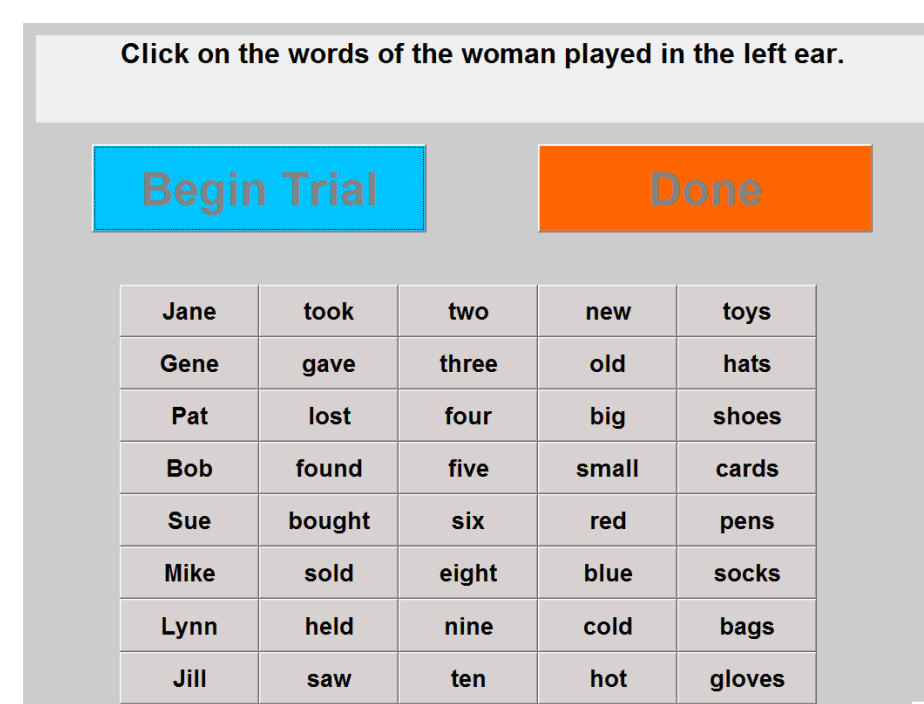 Click on the words of the woman played in the left ear.
Begin Trial Done
Jane took two new toys
Gene gave three old hats
Pat lost four big shoes
Bob found five small cards
Sue bought six red pens
Mike sold eight blue socks
Lynn held nine cold bags
Jill saw ten hot gloves